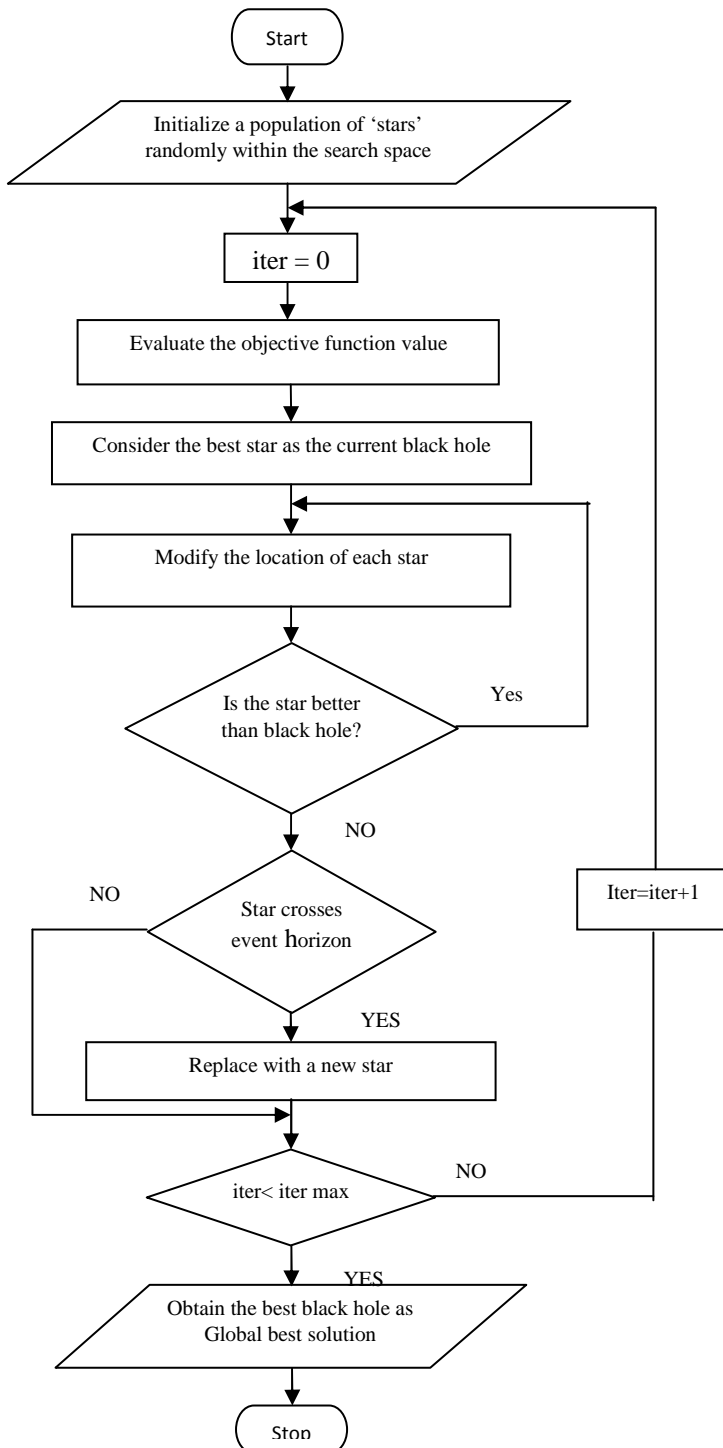 Start
Initialize a population of ‘stars’
randomly within the search space
iter = 0
Evaluate the objective function value
Consider the best star as the current black hole
Modify the location of each star
Is the star better
than black hole?
Yes
NO
NO
Star crosses
event horizon
Iter=iter+1
YES
Replace with a new star
iter< iter max
NO
YES
Obtain the best black hole as
Global best solution
Stop